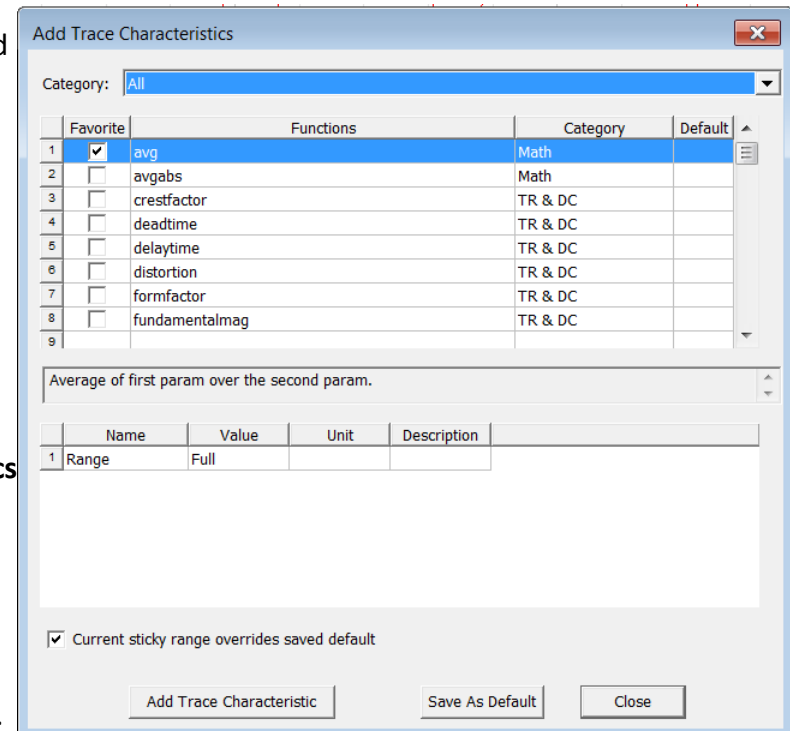 Add Trace Characteristics
d
Category: All
Favorite Functions Category Default
1 avg Math
2 avgabs Math
3 crestfactor TR & DC
4 deadtime TR & DC
5 delaytime TR & DC
6 distortion TR & DC
7 formfactor TR & DC
8 fundamentalmag TR & DC
9
Average of first param over the second param.
Name Value Unit Description
cs
1 Range Full
Current sticky range overrides saved default
Add Trace Characteristic Save As Default Close
.